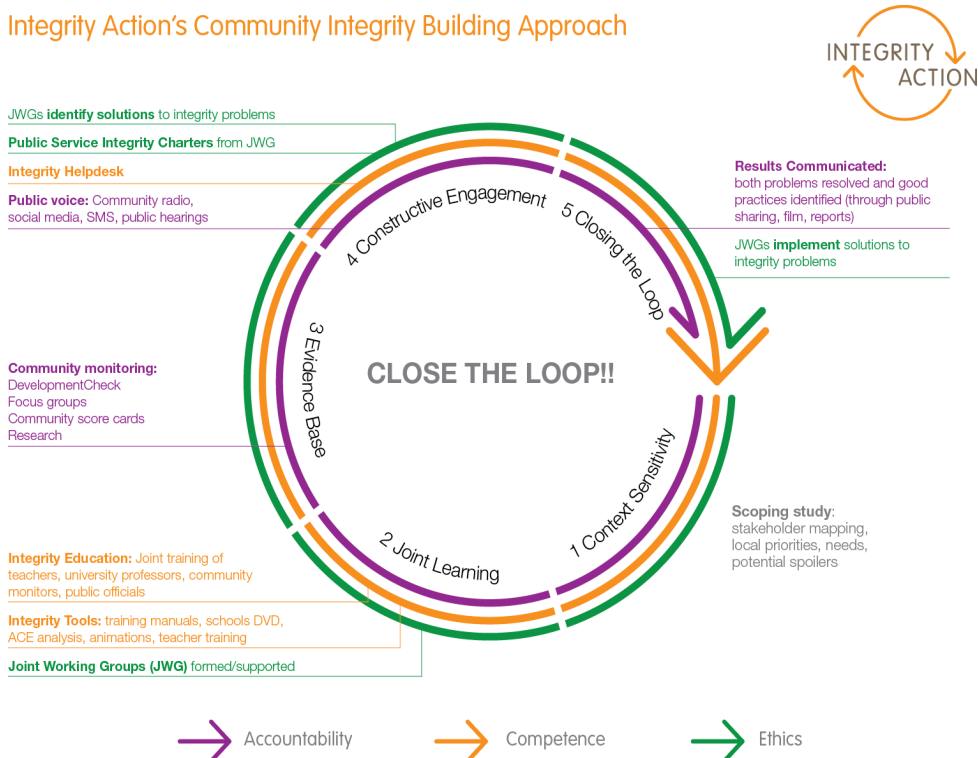 Integrity Action's Community Integrity Building Approach
INTEGRITY
ACTION
JWGs identify solutions to integrity problems
Public Service Integrity Charters from JWG
Integrity Helpdesk
Public voice: Community radio,
social media, SMS, public hearings
Community monitoring:
DevelopmentCheck
Focus groups
Community score cards
Research
Integrity Education: Joint training of
teachers, university professors, community
monitors, public officials
Integrity Tools: training manuals, schools DVD,
ACE analysis, animations, teacher training
Joint Working Groups (JWG) formed/supported
4 Constructive Engagement
5 Closing the Loop
3 Evidence Base
CLOSE THE LOOP!!
2 Joint Learning
1 Context Sensitivity
Results Communicated:
both problems resolved and good
practices identified (through public
sharing, film, reports)
JWGs implement solutions to
integrity problems
Scoping study:
stakeholder mapping,
local priorities, needs,
potential spoilers
Accountability
Competence
Ethics